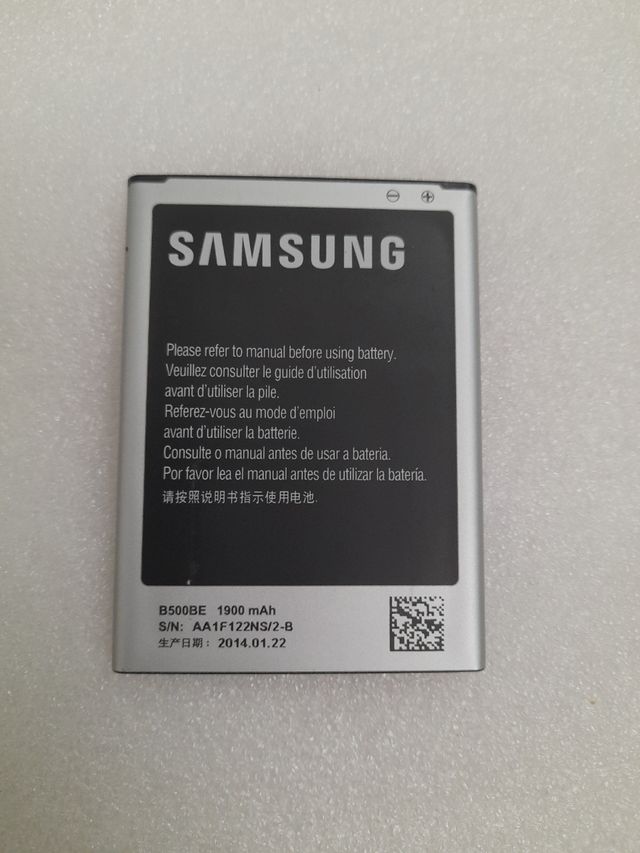 SAMSUNG
Please refer to manual before using battery.
Veuillez consulter le guide d'utilisation
avant d'utiliser la pile.
Referez-vous au mode d'emploi
avant d'utiliser la batterie.
Consulte o manual antes de usar a bateria.
Por favor lea el manual antes de utilizar la batería.
请按照说明书指示使用电池.
B500BE 1900 mAh
S/N: AA1F122NS/2-B
生产日期: 2014.01.22